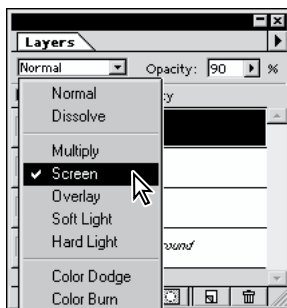 Layers
Normal Opacity: 90 %
Normal
Dissolve
Multiply
Screen
Overlay
Soft Light
Hard Light
Color Dodge
Color Burn